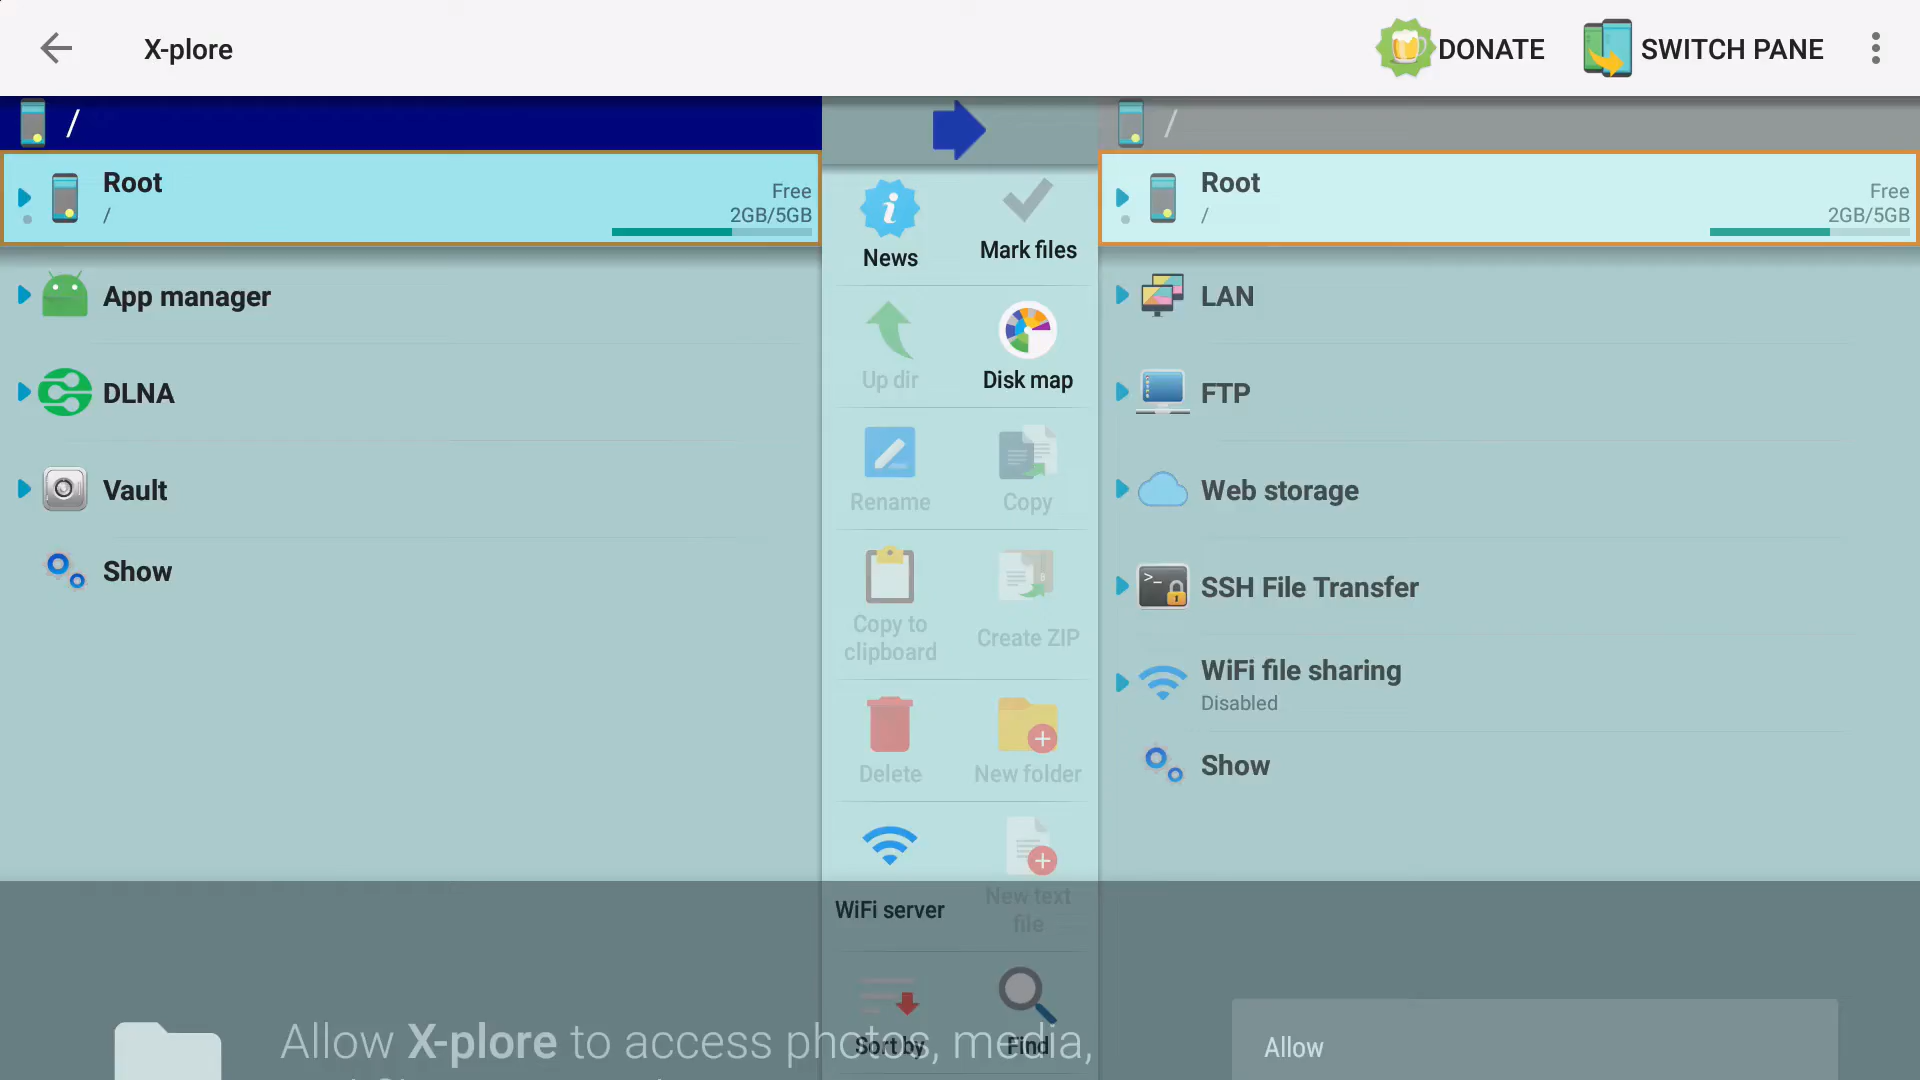 X-plore
DONATE
SWITCH PANE
/
/
Root
/
Free
2GB/5GB
App manager
DLNA
Vault
Show
News
Mark files
Up dir
Disk map
Rename
Copy
Copy to
clipboard
Create ZIP
Delete
New folder
WiFi server
New text
file
Sort by
Find
Root
/
Free
2GB/5GB
LAN
FTP
Web storage
SSH File Transfer
WiFi file sharing
Disabled
Show
Allow X-plore to access photos, media,
Allow